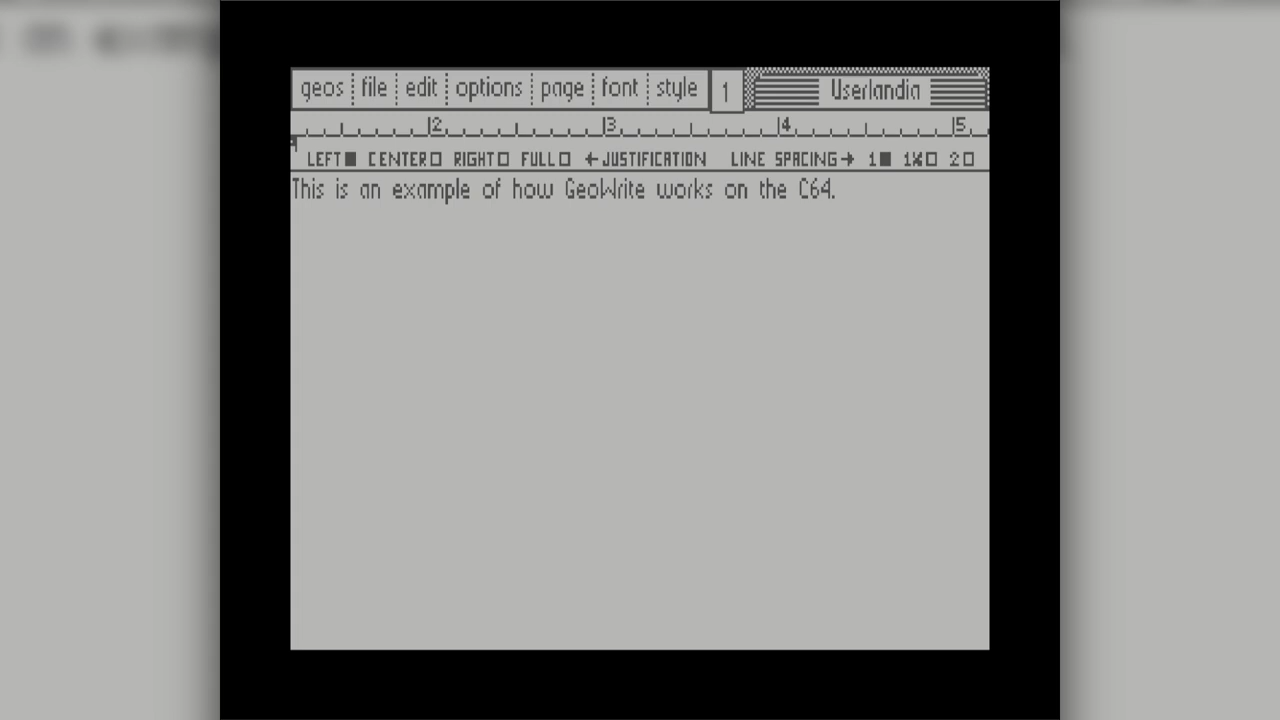 geos file edit options page font style 1 Userlandia
2 3 4 5
LEFT CENTER RIGHT FULL ←JUSTIFICATION LINE SPACING→ 1 1½ 2
This is an example of how GeoWrite works on the C64.